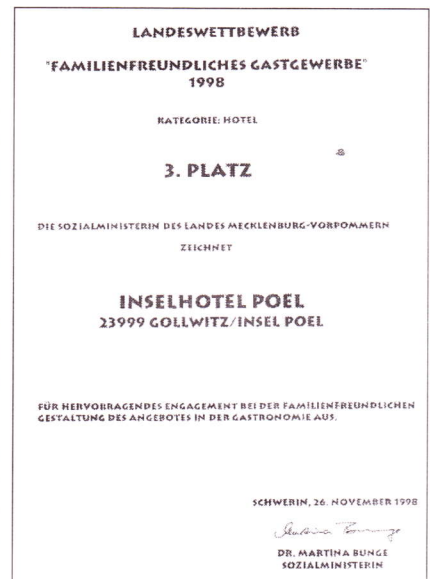 LANDESWETTBEWERB
"FAMILIENFREUNDLICHES GASTGEWERBE"
1998
KATEGORIE: HOTEL
3. PLATZ
DIE SOZIALMINISTERIN DES LANDES MECKLENBURG-VORPOMMERN
ZEICHNET
INSELHOTEL POEL
23999 GOLLWITZ/INSEL POEL
FÜR HERVORRAGENDES ENGAGEMENT BEI DER FAMILIENFREUNDLICHEN
GESTALTUNG DES ANGEBOTES IN DER GASTRONOMIE AUS.
SCHWERIN, 26. NOVEMBER 1998
Martina Bunge
DR. MARTINA BUNGE
SOZIALMINISTERIN